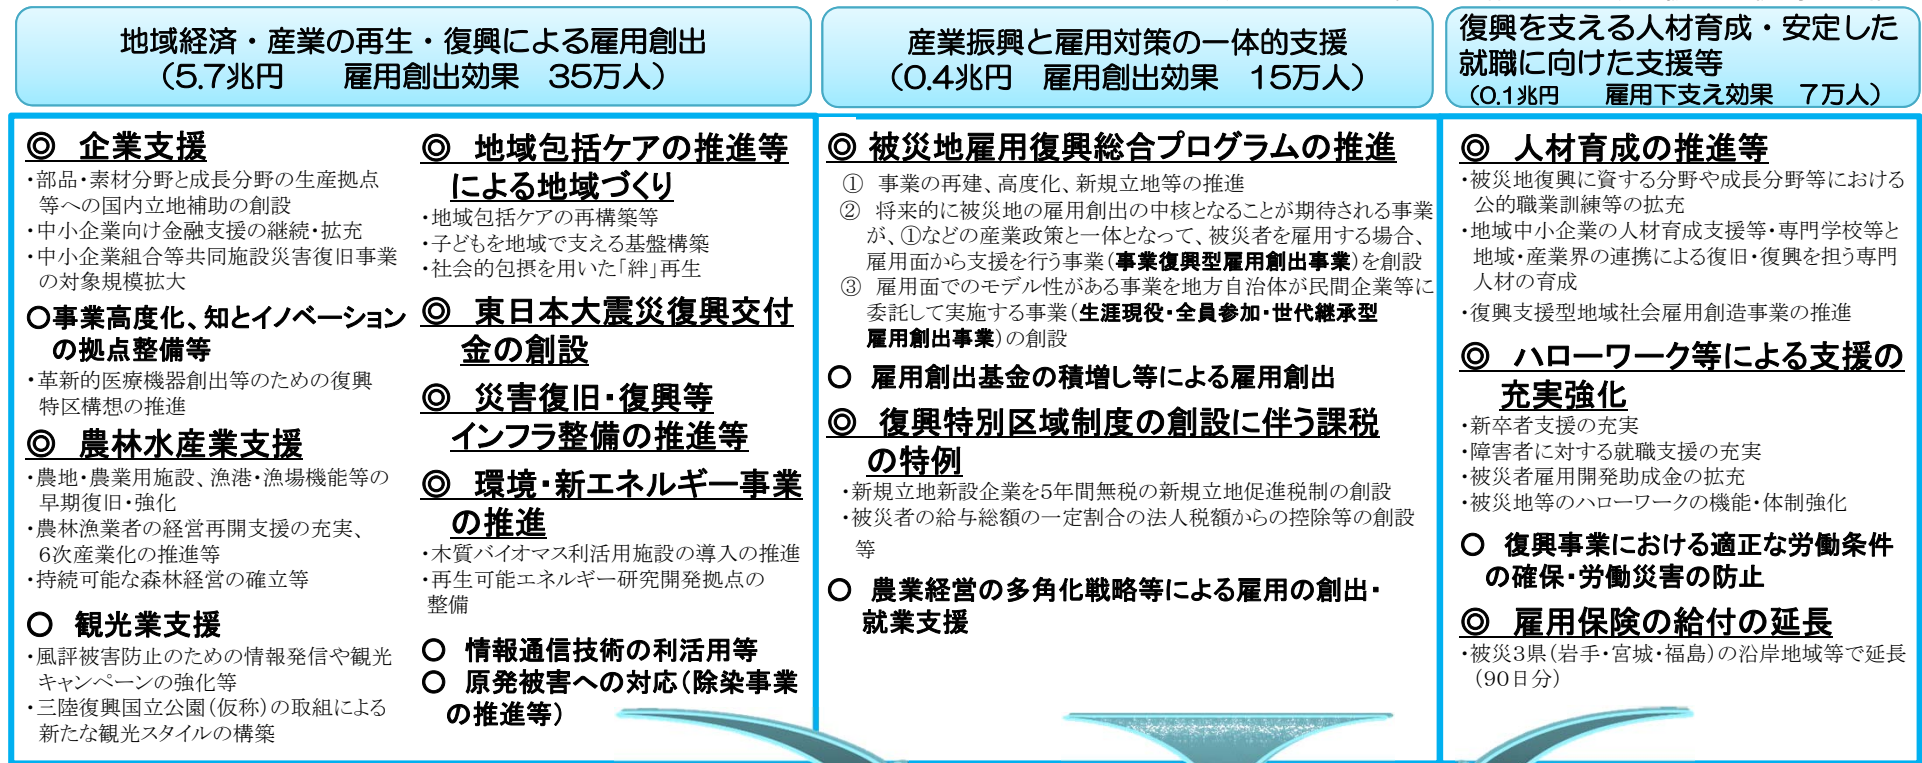 地域経済・産業の再生・復興による雇用創出
（5.7兆円　　雇用創出効果　35万人）
◎　企業支援
・部品・素材分野と成長分野の生産拠点
等への国内立地補助の創設
・中小企業向け金融支援の継続・拡充
・中小企業組合等共同施設災害復旧事業
の対象規模拡大
○事業高度化、知とイノベーション
の拠点整備等
・革新的医療機器創出等のための復興
特区構想の推進
◎　農林水産業支援
・農地・農業用施設、漁港・漁場機能等の
早期復旧・強化
・農林漁業者の経営再開支援の充実、
6次産業化の推進等
・持続可能な森林経営の確立等
○　観光業支援
・風評被害防止のための情報発信や観光
キャンペーンの強化等
・三陸復興国立公園（仮称）の取組による
新たな観光スタイルの構築
◎　地域包括ケアの推進等
による地域づくり
・地域包括ケアの再構築等
・子どもを地域で支える基盤構築
・社会的包摂を用いた「絆」再生
◎　東日本大震災復興交付
金の創設
◎　災害復旧・復興等
インフラ整備の推進等
◎　環境・新エネルギー事業
の推進
・木質バイオマス利活用施設の導入の推進
・再生可能エネルギー研究開発拠点の
整備
○　情報通信技術の利活用等
○　原発被害への対応（除染事業
の推進等）
産業振興と雇用対策の一体的支援
（0.4兆円　雇用創出効果　15万人）
◎ 被災地雇用復興総合プログラムの推進
①　事業の再建、高度化、新規立地等の推進
②　将来的に被災地の雇用創出の中核となることが期待される事業
が、①などの産業政策と一体となって、被災者を雇用する場合、
雇用面から支援を行う事業（事業復興型雇用創出事業）を創設
③　雇用面でのモデル性がある事業を地方自治体が民間企業等に
委託して実施する事業（生涯現役・全員参加・世代継承型
雇用創出事業）の創設
○　雇用創出基金の積増し等による雇用創出
◎　復興特別区域制度の創設に伴う課税
の特例
・新規立地新設企業を5年間無税の新規立地促進税制の創設
・被災者の給与総額の一定割合の法人税額からの控除等の創設
等
○　農業経営の多角化戦略等による雇用の創出・
就業支援
復興を支える人材育成・安定した
就職に向けた支援等
（0.1兆円　　雇用下支え効果　7万人）
◎　人材育成の推進等
・被災地復興に資する分野や成長分野等における
公的職業訓練等の拡充
・地域中小企業の人材育成支援等・専門学校等と
地域・産業界の連携による復旧・復興を担う専門
人材の育成
・復興支援型地域社会雇用創造事業の推進
◎　ハローワーク等による支援の
充実強化
・新卒者支援の充実
・障害者に対する就職支援の充実
・被災者雇用開発助成金の拡充
・被災地等のハローワークの機能・体制強化
○　復興事業における適正な労働条件
の確保・労働災害の防止
◎　雇用保険の給付の延長
・被災3県（岩手・宮城・福島）の沿岸地域等で延長
（90日分）